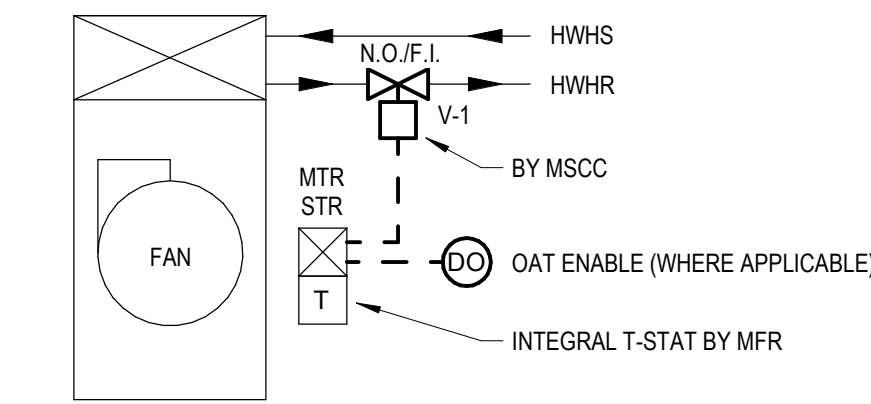 HWHS
N.O./F.I.
HWHR
V-1
BY MSCC
MTR
STR
FAN
DO
OAT ENABLE (WHERE APPLICABLE)
T
INTEGRAL T-STAT BY MFR